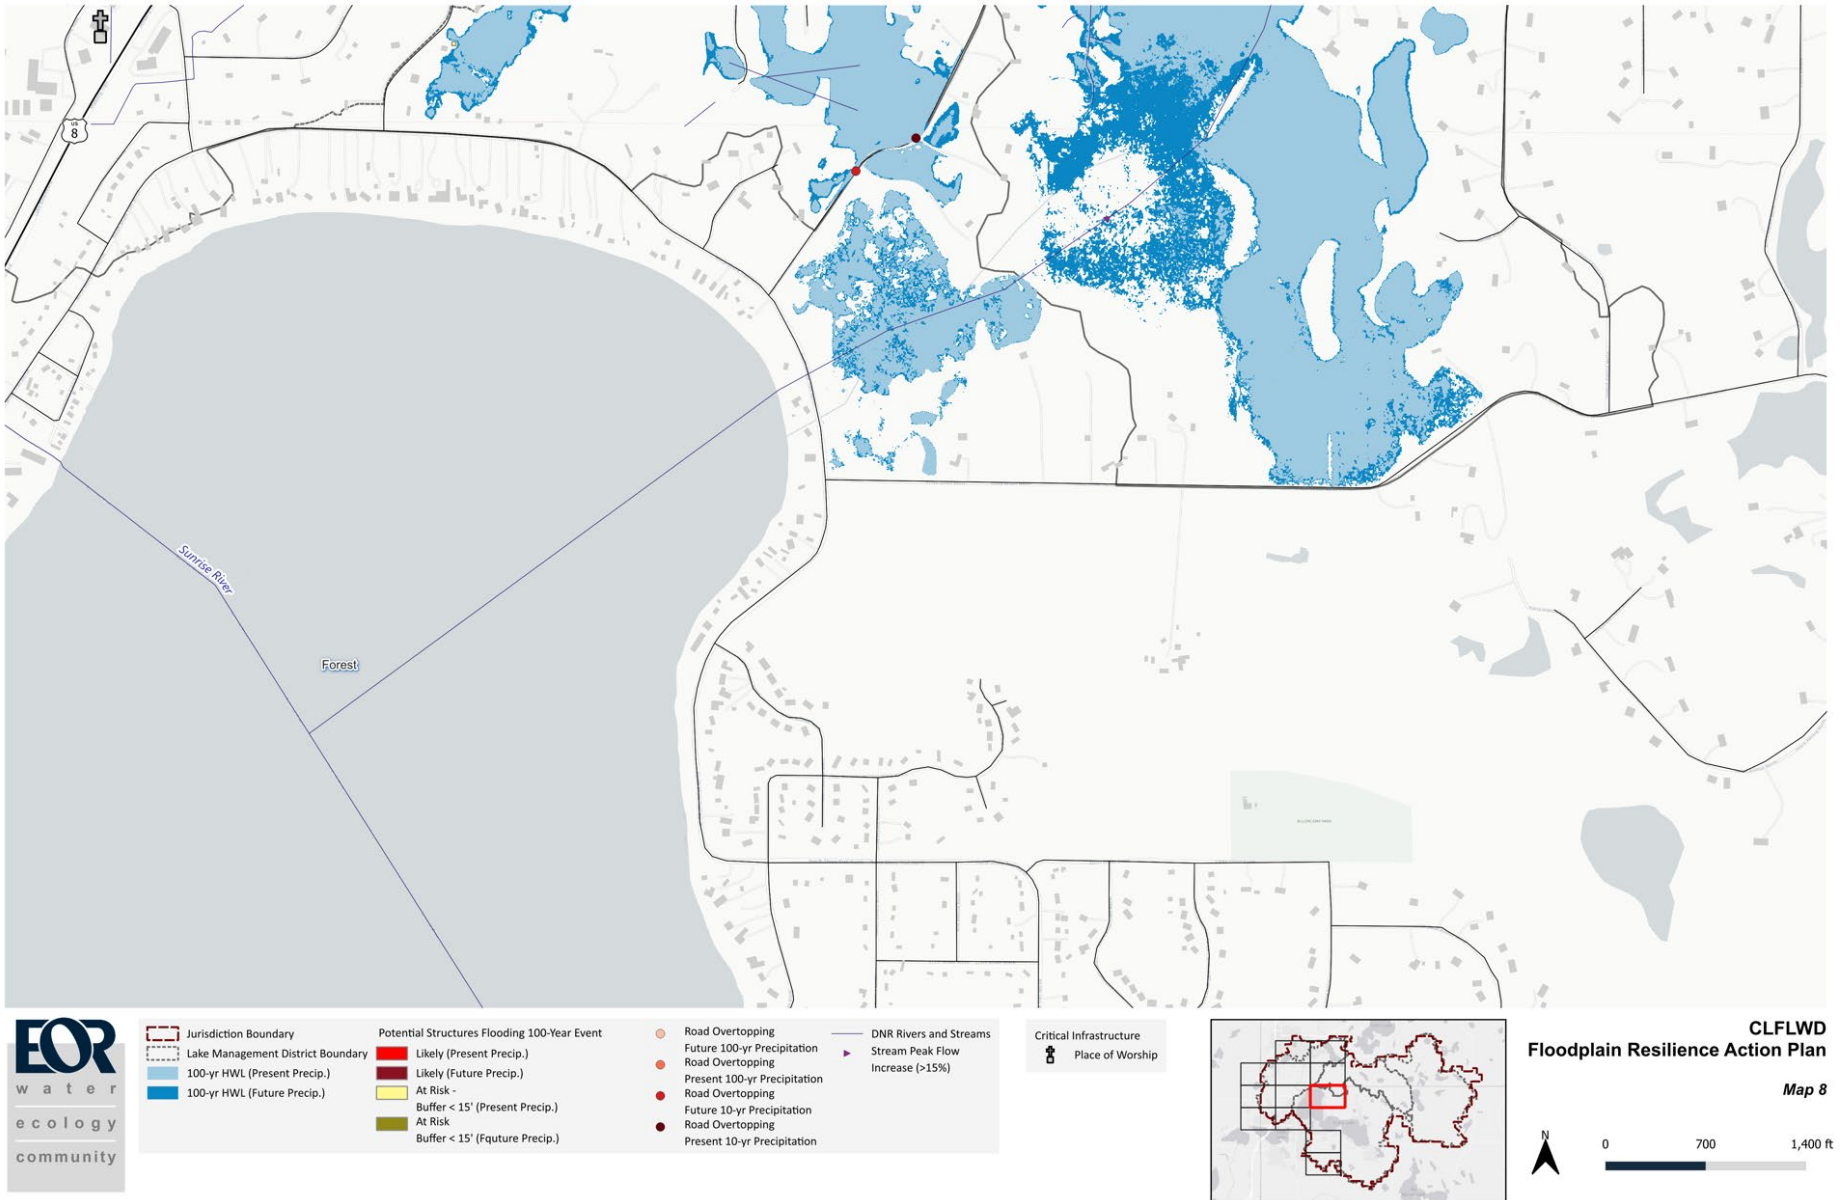 US
8
Sunrise River
Forest
EOR
water
ecology
community
Jurisdiction Boundary
Lake Management District Boundary
100-yr HWL (Present Precip.)
100-yr HWL (Future Precip.)
Potential Structures Flooding 100-Year Event
Likely (Present Precip.)
Likely (Future Precip.)
At Risk -
Buffer < 15' (Present Precip.)
At Risk
Buffer < 15' (Fquture Precip.)
Road Overtopping
Future 100-yr Precipitation
Road Overtopping
Present 100-yr Precipitation
Road Overtopping
Future 10-yr Precipitation
Road Overtopping
Present 10-yr Precipitation
DNR Rivers and Streams
Stream Peak Flow
Increase (>15%)
Critical Infrastructure
Place of Worship
CLFLWD
Floodplain Resilience Action Plan
Map 8
N
0 700 1,400 ft